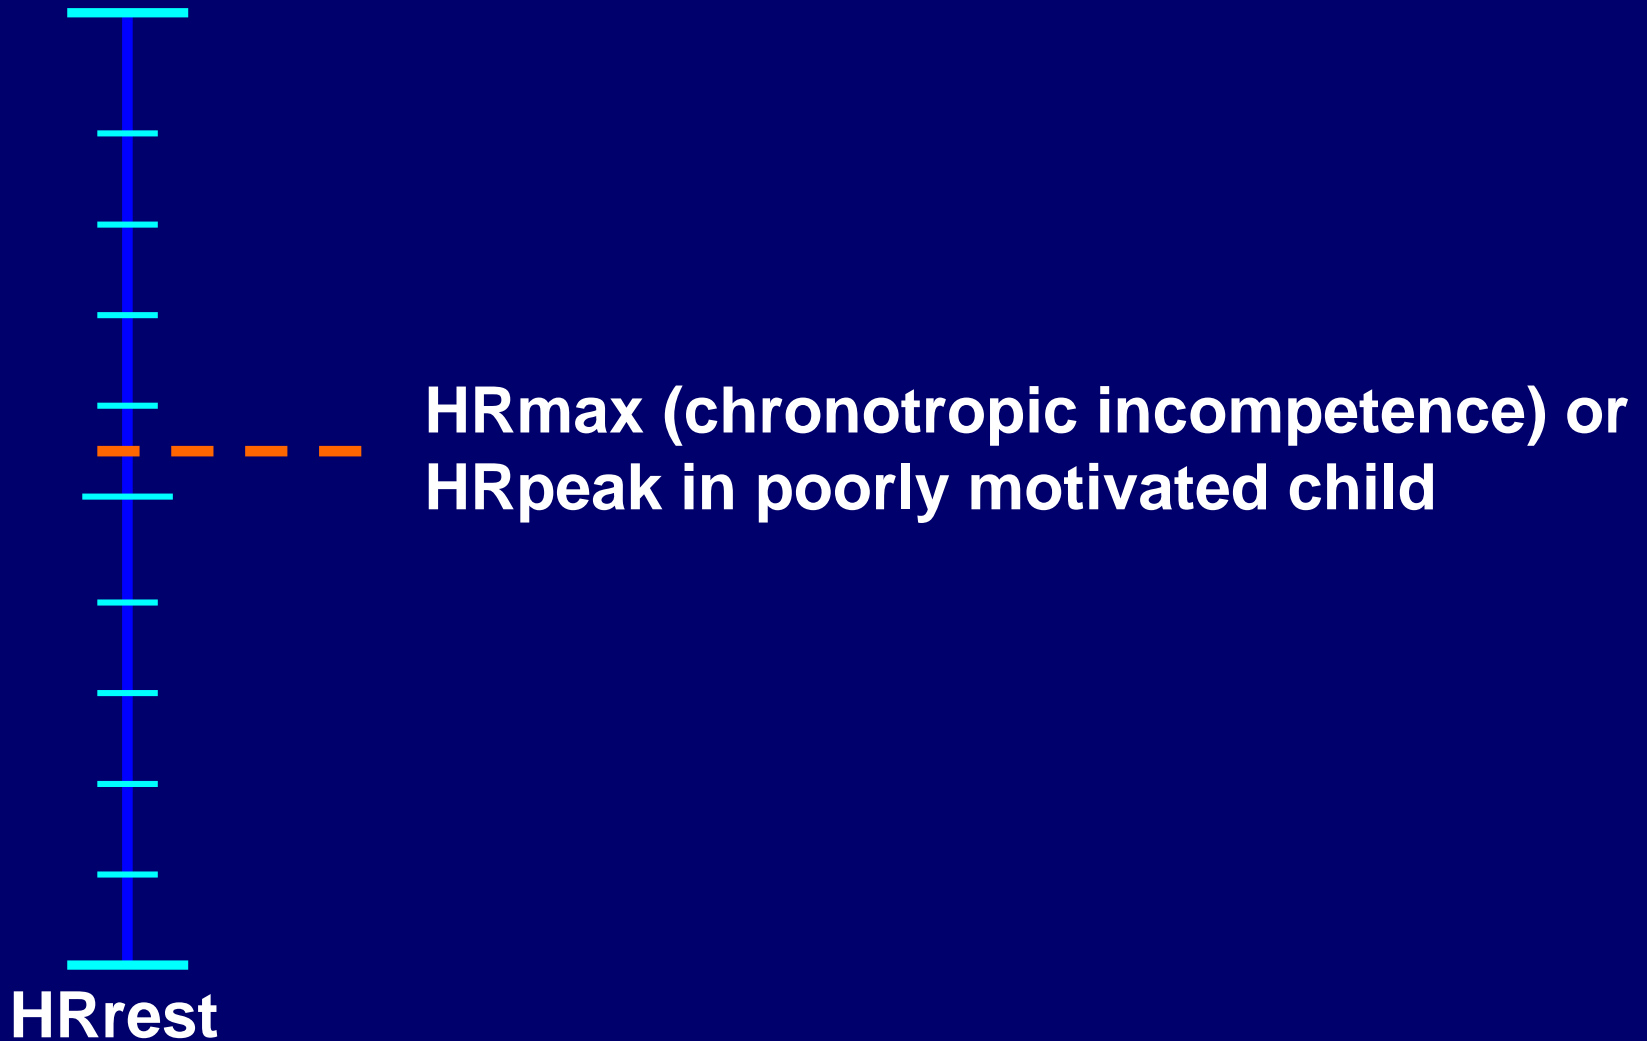 HRmax (chronotropic incompetence) or
HRpeak in poorly motivated child
HRrest